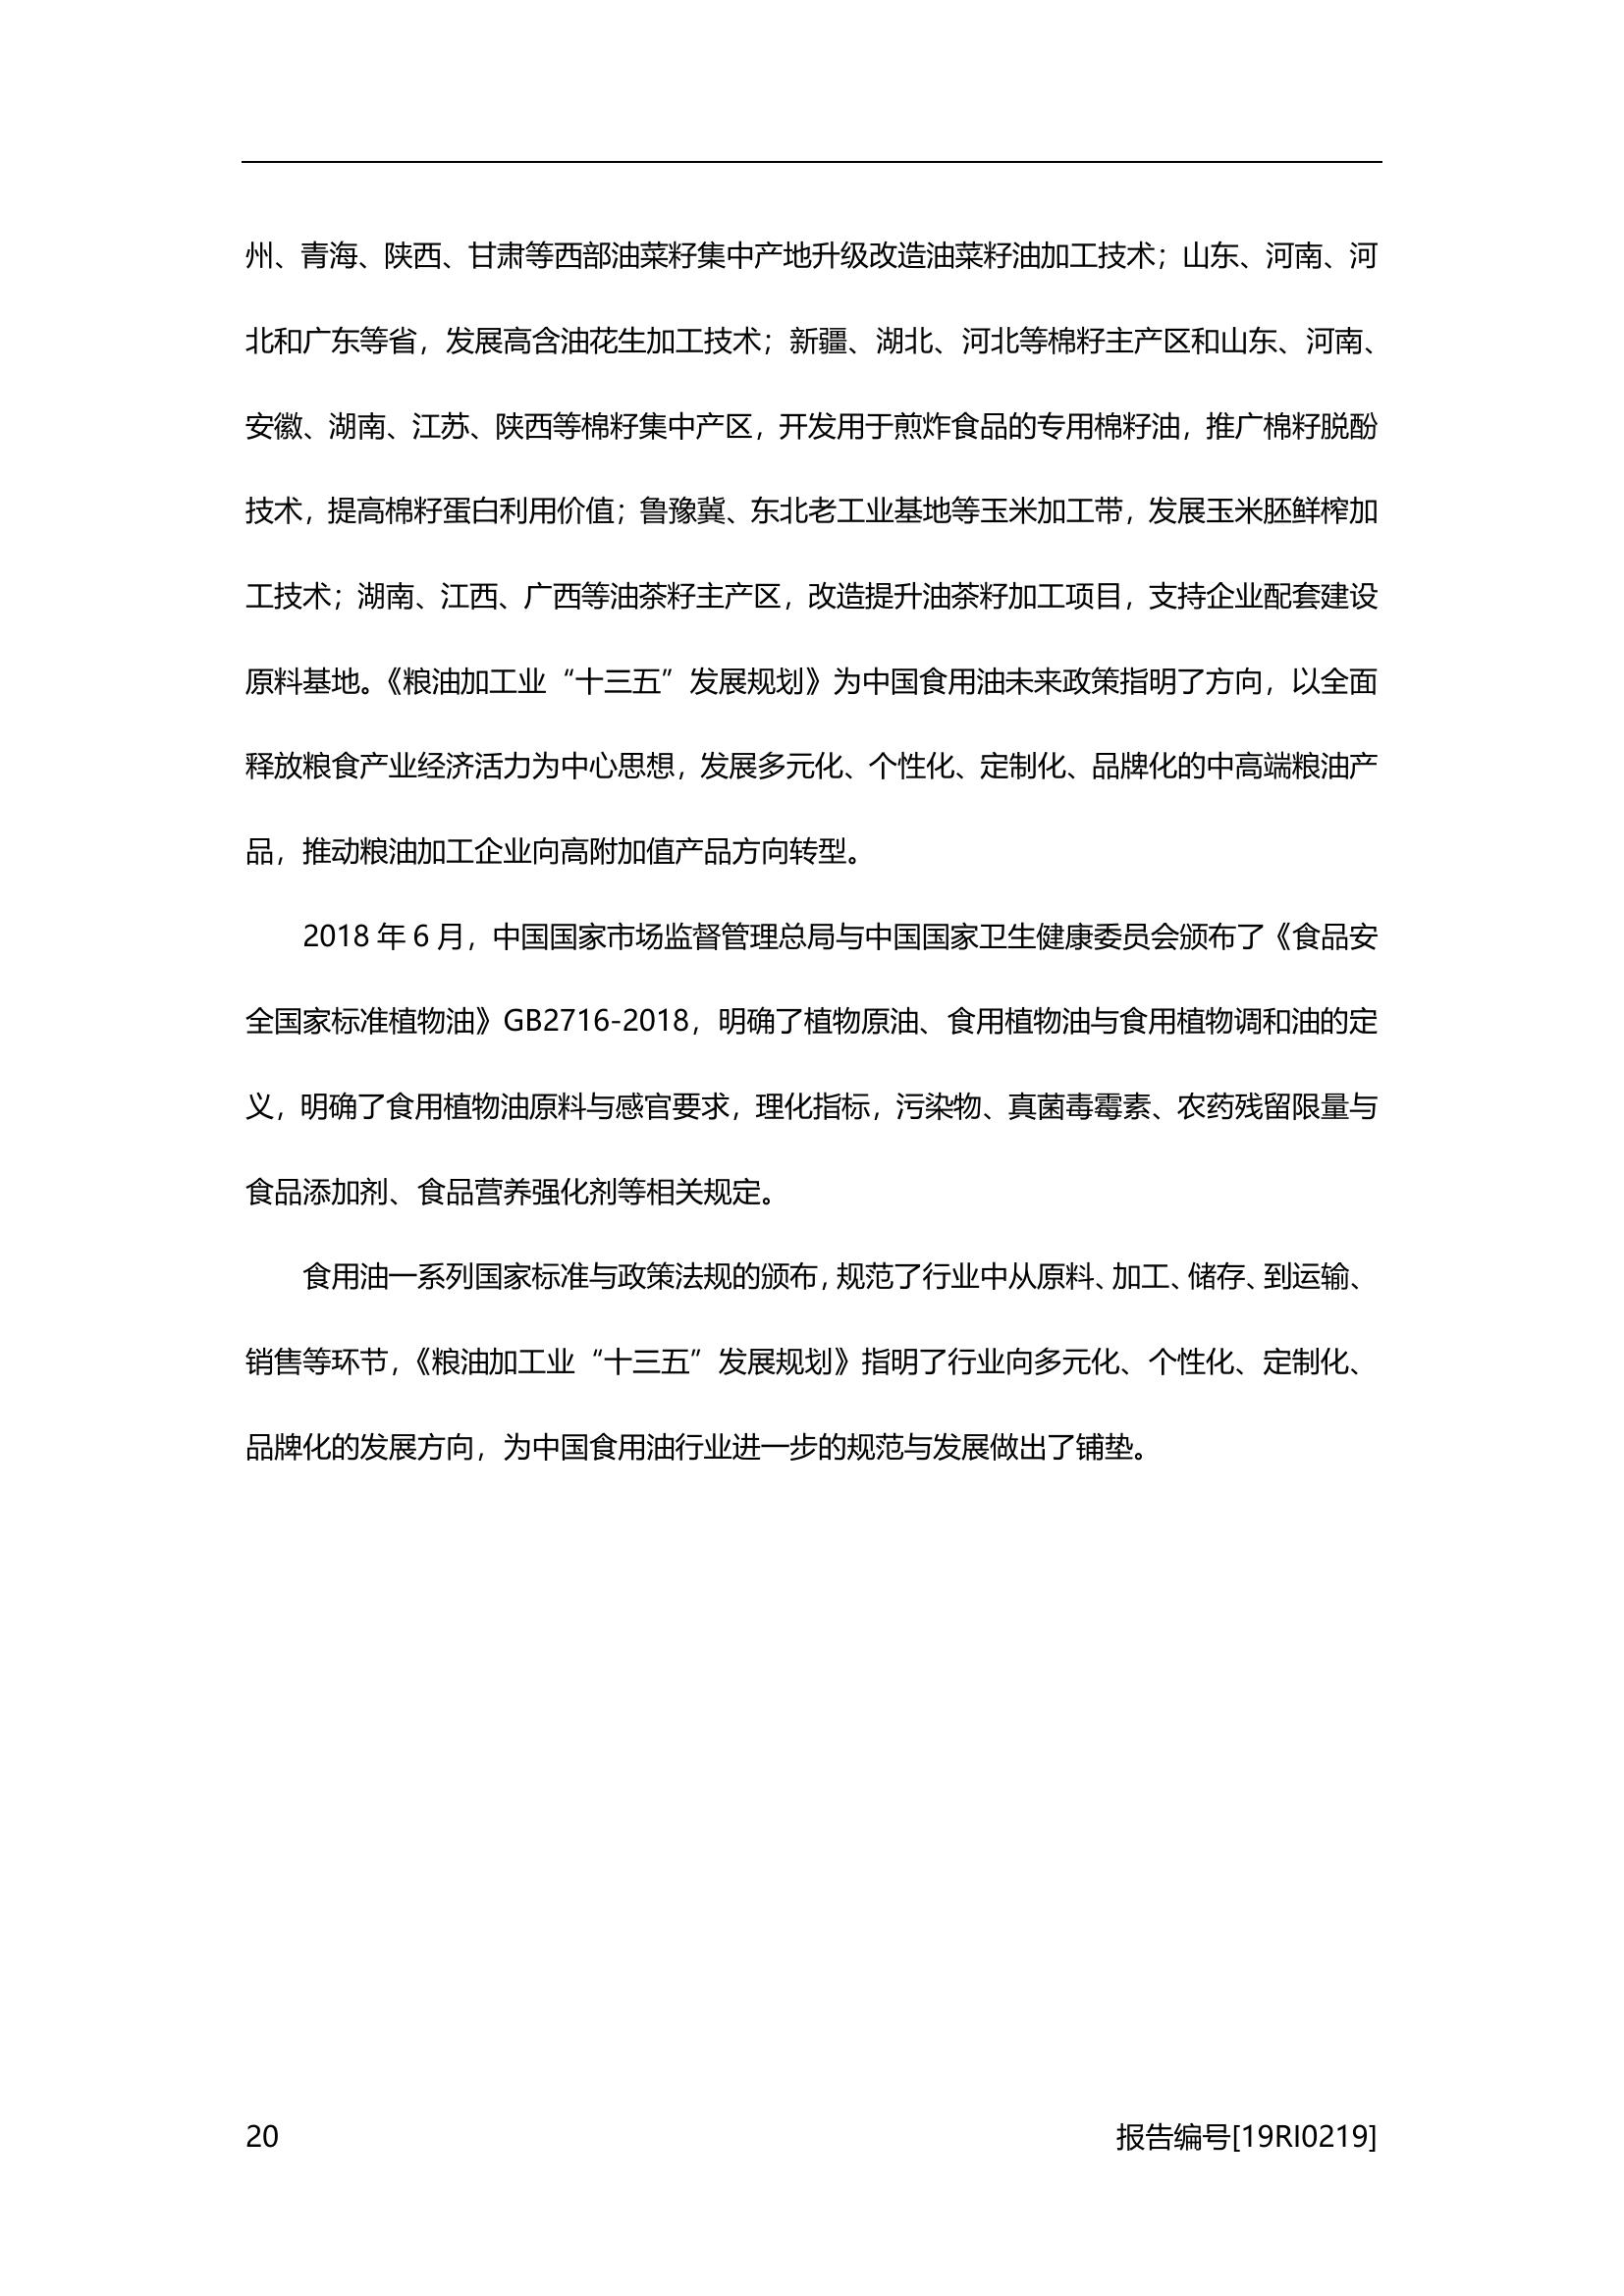 州、青海、陕西、甘肃等西部油菜籽集中产地升级改造油菜籽油加工技术；山东、河南、河
北和广东等省，发展高含油花生加工技术；新疆、湖北、河北等棉籽主产区和山东、河南、
安徽、湖南、江苏、陕西等棉籽集中产区，开发用于煎炸食品的专用棉籽油，推广棉籽脱酚
技术，提高棉籽蛋白利用价值；鲁豫冀、东北老工业基地等玉米加工带，发展玉米胚鲜榨加
工技术；湖南、江西、广西等油茶籽主产区，改造提升油茶籽加工项目，支持企业配套建设
原料基地。《粮油加工业“十三五”发展规划》为中国食用油未来政策指明了方向，以全面
释放粮食产业经济活力为中心思想，发展多元化、个性化、定制化、品牌化的中高端粮油产
品，推动粮油加工企业向高附加值产品方向转型。
2018 年 6 月，中国国家市场监督管理总局与中国国家卫生健康委员会颁布了《食品安
全国家标准植物油》GB2716-2018，明确了植物原油、食用植物油与食用植物调和油的定
义，明确了食用植物油原料与感官要求，理化指标，污染物、真菌毒霉素、农药残留限量与
食品添加剂、食品营养强化剂等相关规定。
食用油一系列国家标准与政策法规的颁布，规范了行业中从原料、加工、储存、到运输、
销售等环节，《粮油加工业“十三五”发展规划》指明了行业向多元化、个性化、定制化、
品牌化的发展方向，为中国食用油行业进一步的规范与发展做出了铺垫。
20 报告编号[19RI0219]